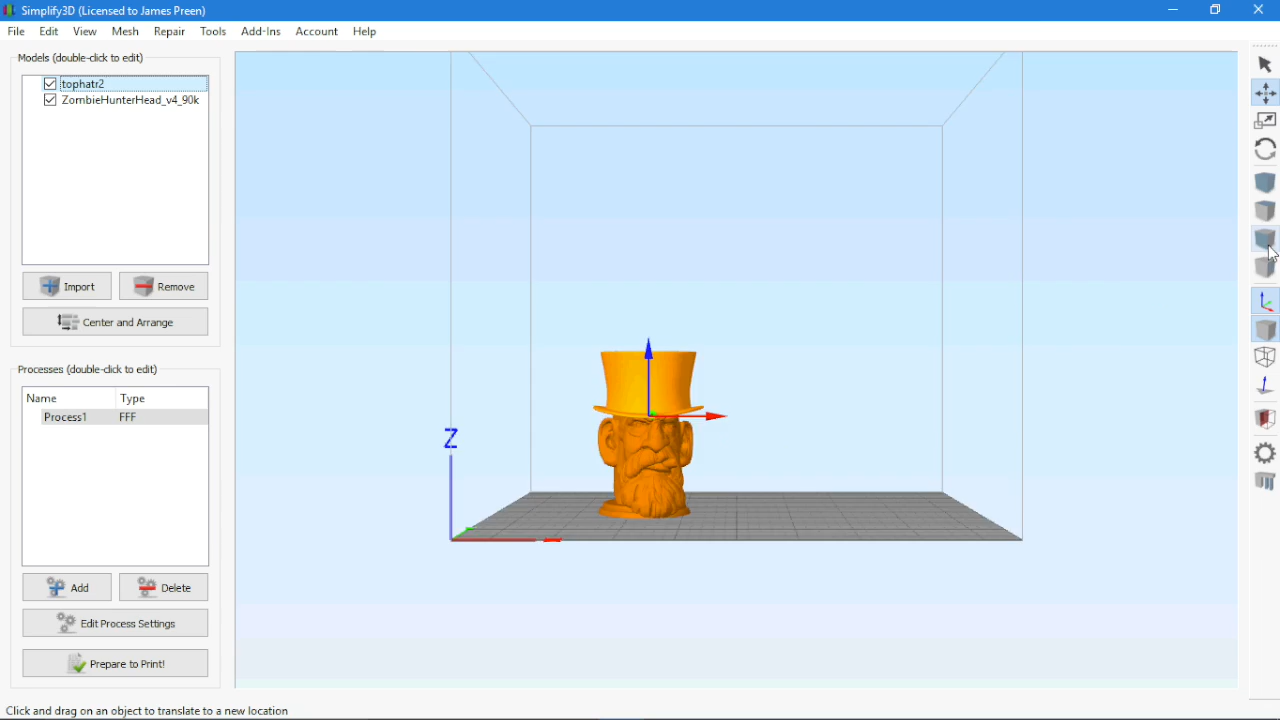 Simplify3D (Licensed to James Preen)
File Edit View Mesh Repair Tools Add-Ins Account Help
Models (double-click to edit)
tophatr2
ZombieHunterHead_v4_90k
Import Remove
Center and Arrange
Processes (double-click to edit)
Name Type
Process1 FFF
Add Delete
Edit Process Settings
Prepare to Print!
Z
Click and drag on an object to translate to a new location